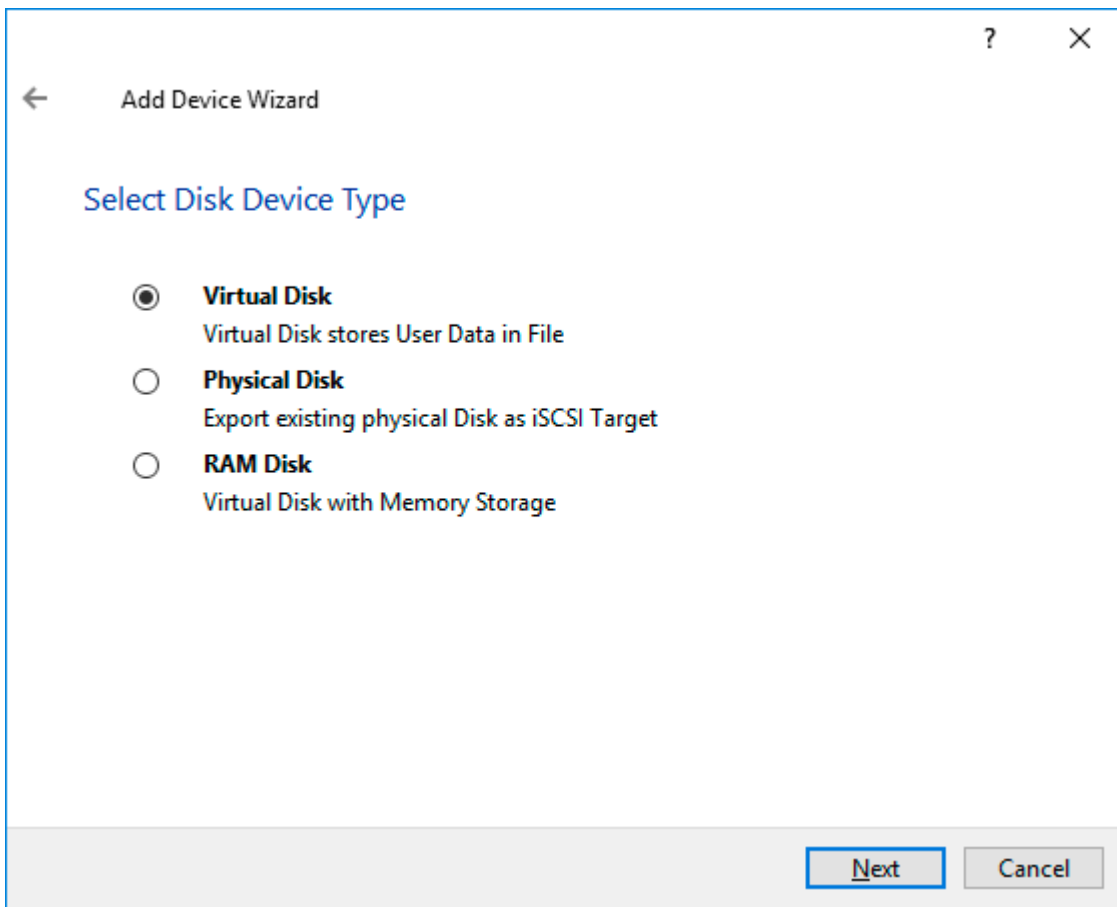 ?
Add Device Wizard
Select Disk Device Type
Virtual Disk
Virtual Disk stores User Data in File
Physical Disk
Export existing physical Disk as iSCSI Target
RAM Disk
Virtual Disk with Memory Storage
Next
Cancel